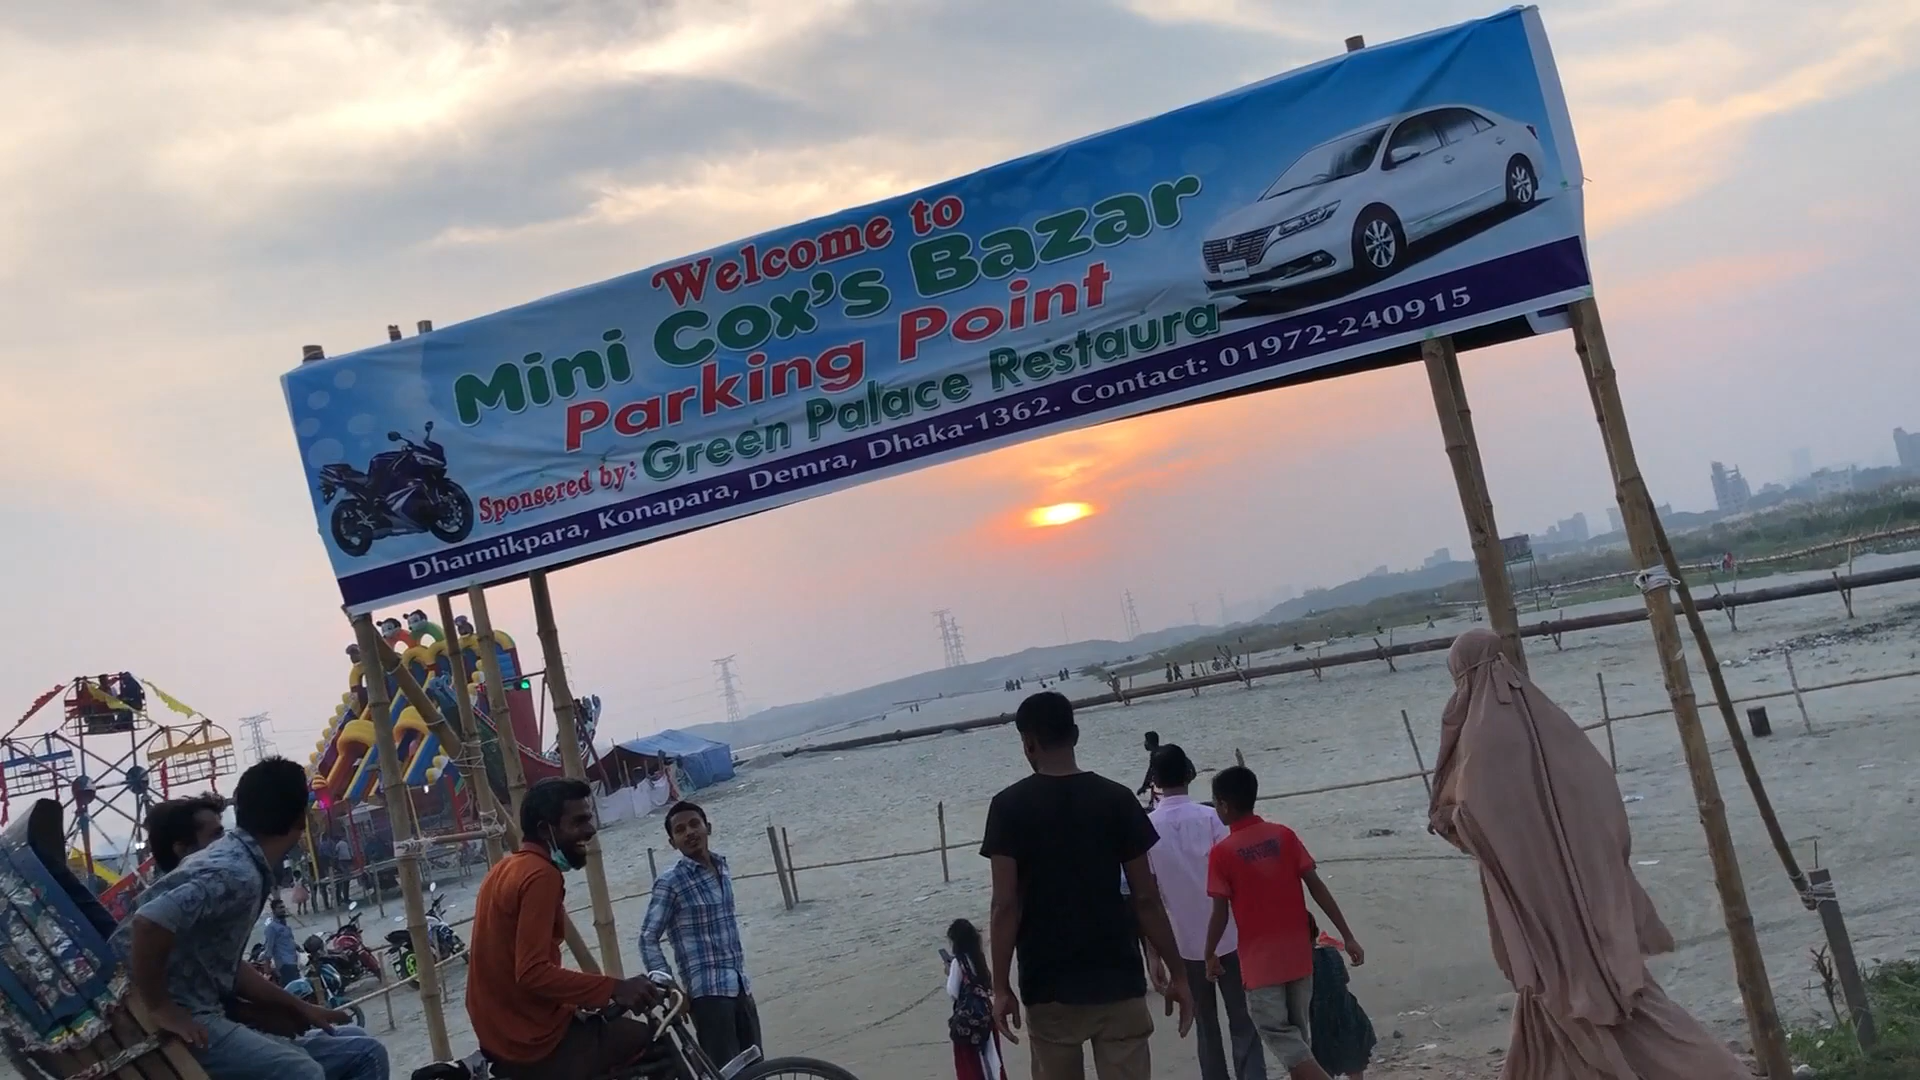 Welcome to
Mini Cox's Bazar
Parking Point
Sponsered by: Green Palace Restaura
Dharmikpara, Konapara, Demra, Dhaka-1362. Contact: 01972-240915